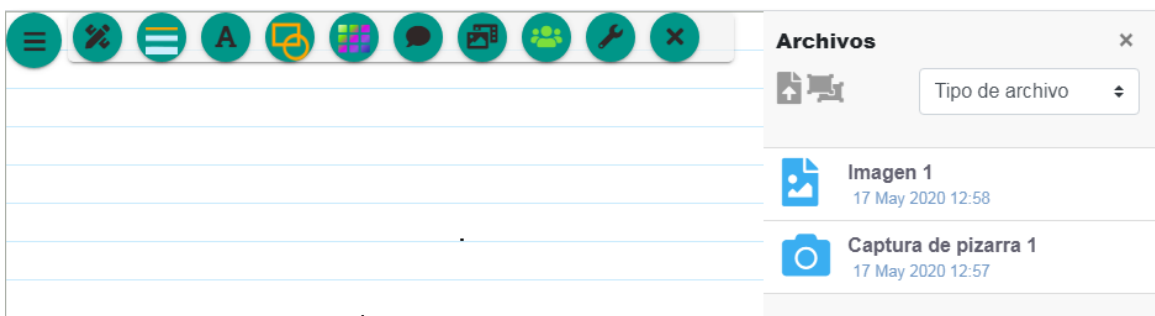 A
Archivos
Tipo de archivo
Imagen 1
17 May 2020 12:58
Captura de pizarra 1
17 May 2020 12:57